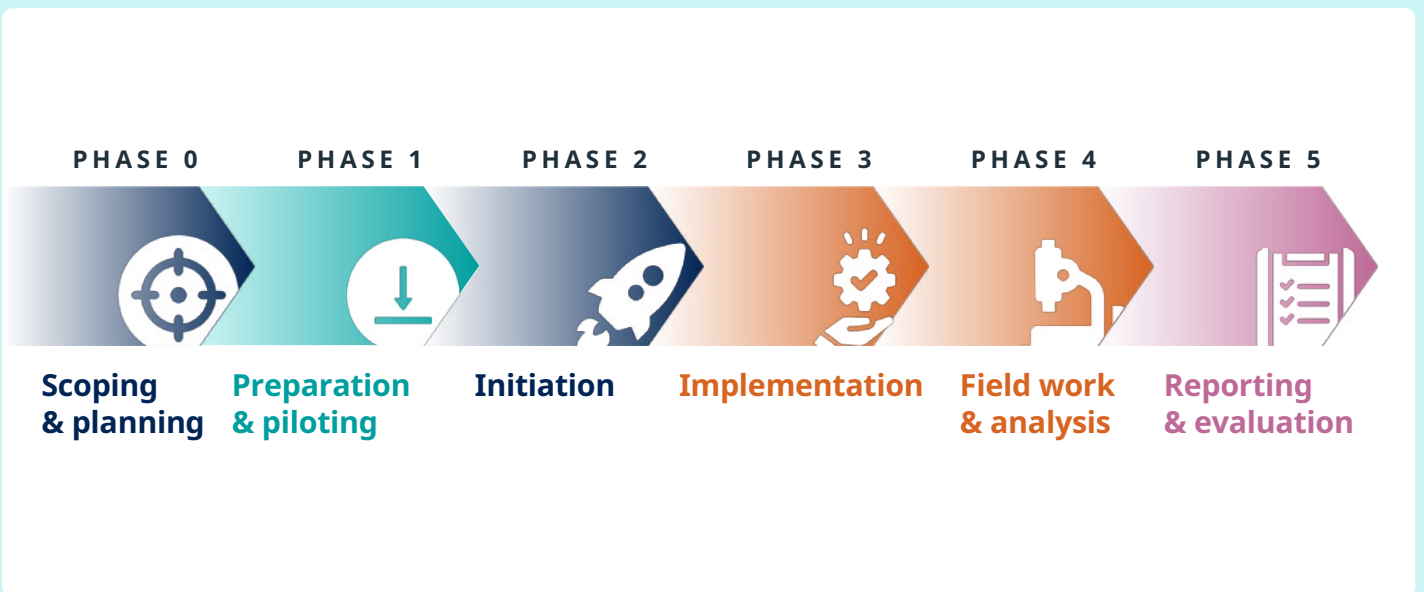 PHASE 0
PHASE 1
PHASE 2
PHASE 3
PHASE 4
PHASE 5
Scoping
& planning
Preparation
& piloting
Initiation
Implementation
Field work
& analysis
Reporting
& evaluation